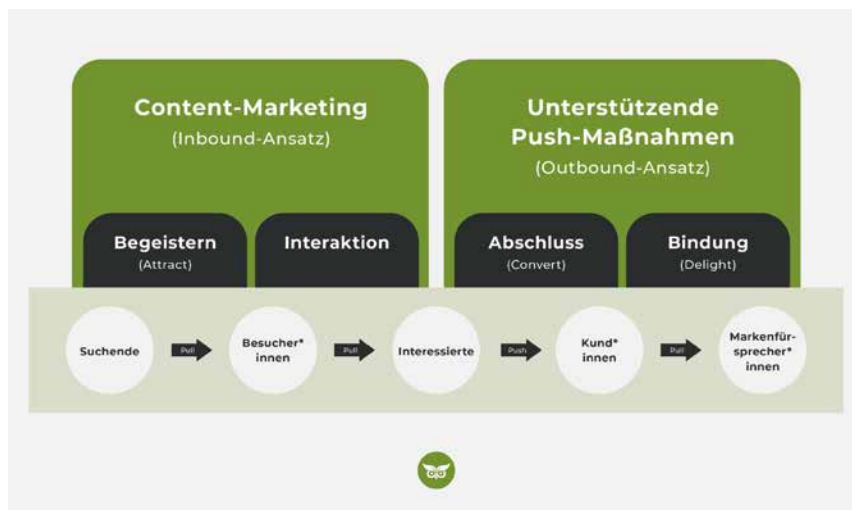 Content-Marketing
(Inbound-Ansatz)
Unterstützende
Push-Maßnahmen
(Outbound-Ansatz)
Begeistern
(Attract)
Interaktion
Abschluss
(Convert)
Bindung
(Delight)
Suchende
Pull
Besucher*
innen
Pull
Interessierte
Push
Kund*
innen
Pull
Markenfür-
sprecher*
innen